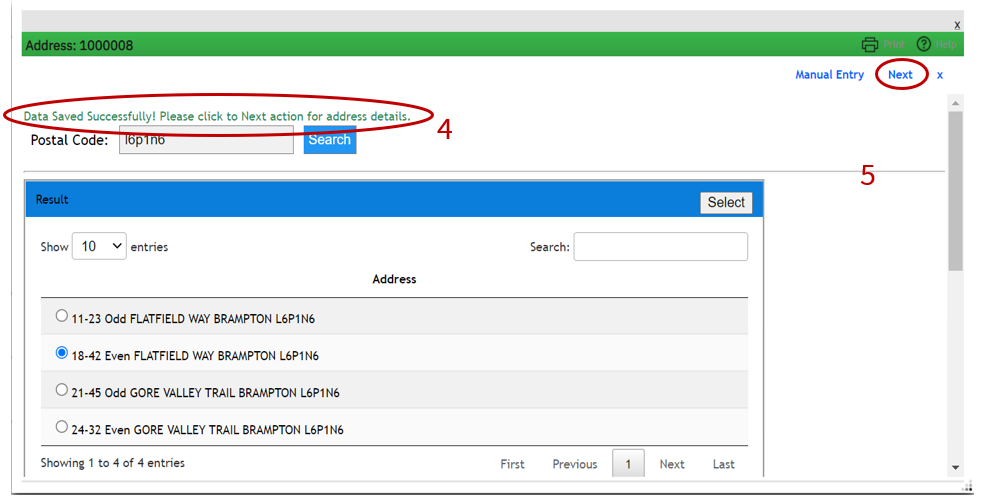 x
Address: 1000008 Print Help
Manual Entry Next x
Data Saved Successfully! Please click to Next action for address details.
4
Postal Code: l6p1n6 Search
5
Result Select
Show 10 entries Search:
Address
11-23 Odd FLATFIELD WAY BRAMPTON L6P1N6
18-42 Even FLATFIELD WAY BRAMPTON L6P1N6
21-45 Odd GORE VALLEY TRAIL BRAMPTON L6P1N6
24-32 Even GORE VALLEY TRAIL BRAMPTON L6P1N6
Showing 1 to 4 of 4 entries First Previous 1 Next Last